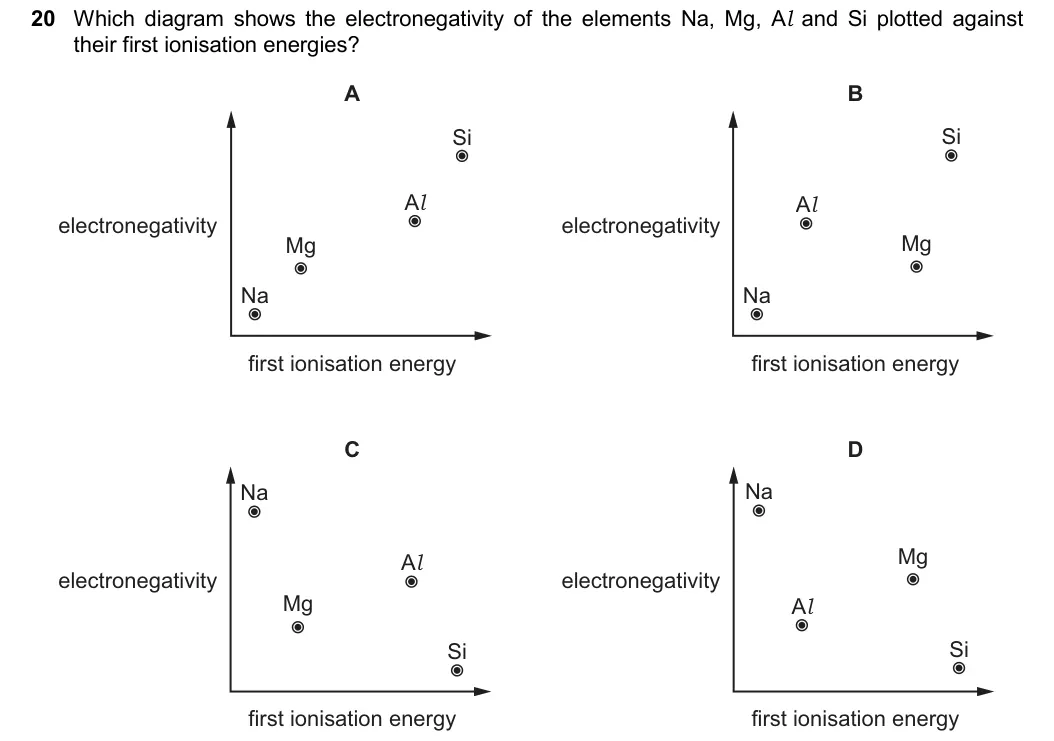 20 Which diagram shows the electronegativity of the elements Na, Mg, Al and Si plotted against
their first ionisation energies?
A
electronegativity
Na
Mg
Al
Si
first ionisation energy
B
electronegativity
Na
Al
Mg
Si
first ionisation energy
C
electronegativity
Na
Mg
Al
Si
first ionisation energy
D
electronegativity
Na
Al
Mg
Si
first ionisation energy